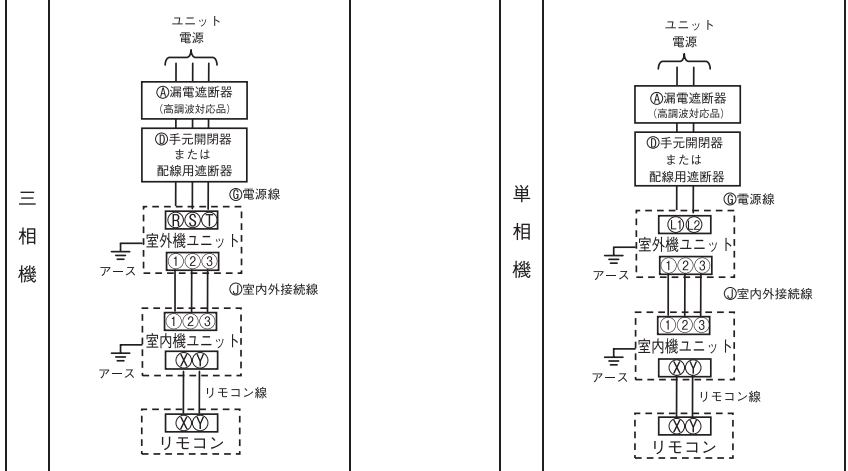 三相機
ユニット
電源
Ⓐ漏電遮断器
(高調波対応品)
Ⓓ手元開閉器
または
配線用遮断器
Ⓖ電源線
ⓇⓈⓉ
室外機ユニット
①②③
アース
Ⓙ室内外接続線
①②③
室内機ユニット
ⓍⓎ
アース
リモコン線
ⓍⓎ
リモコン
単相機
ユニット
電源
Ⓐ漏電遮断器
(高調波対応品)
Ⓓ手元開閉器
または
配線用遮断器
Ⓖ電源線
L1 L2
室外機ユニット
①②③
アース
Ⓙ室内外接続線
①②③
室内機ユニット
ⓍⓎ
アース
リモコン線
ⓍⓎ
リモコン